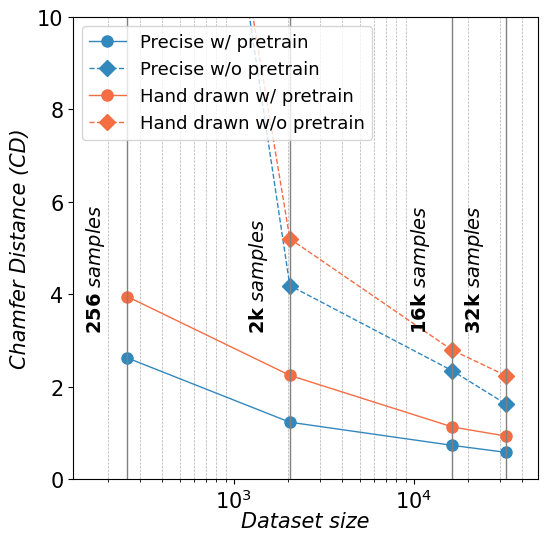 10
8
6
4
2
0
Chamfer Distance (CD)
Precise w/ pretrain
Precise w/o pretrain
Hand drawn w/ pretrain
Hand drawn w/o pretrain
256 samples
2k samples
16k samples
32k samples
10³
10⁴
Dataset size